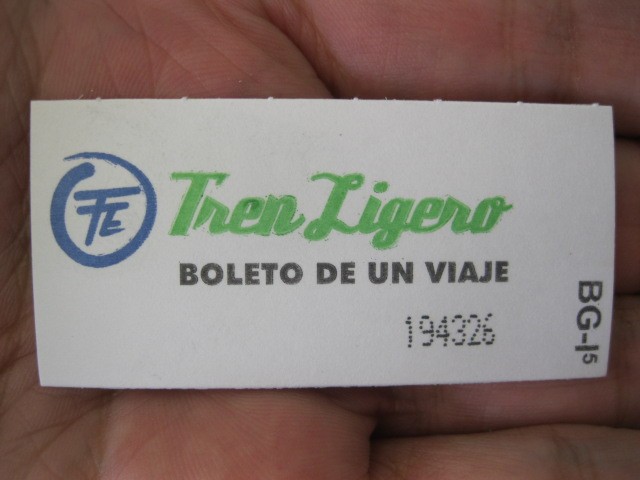 STE
Tren Ligero
BOLETO DE UN VIAJE
194326
BG-I5